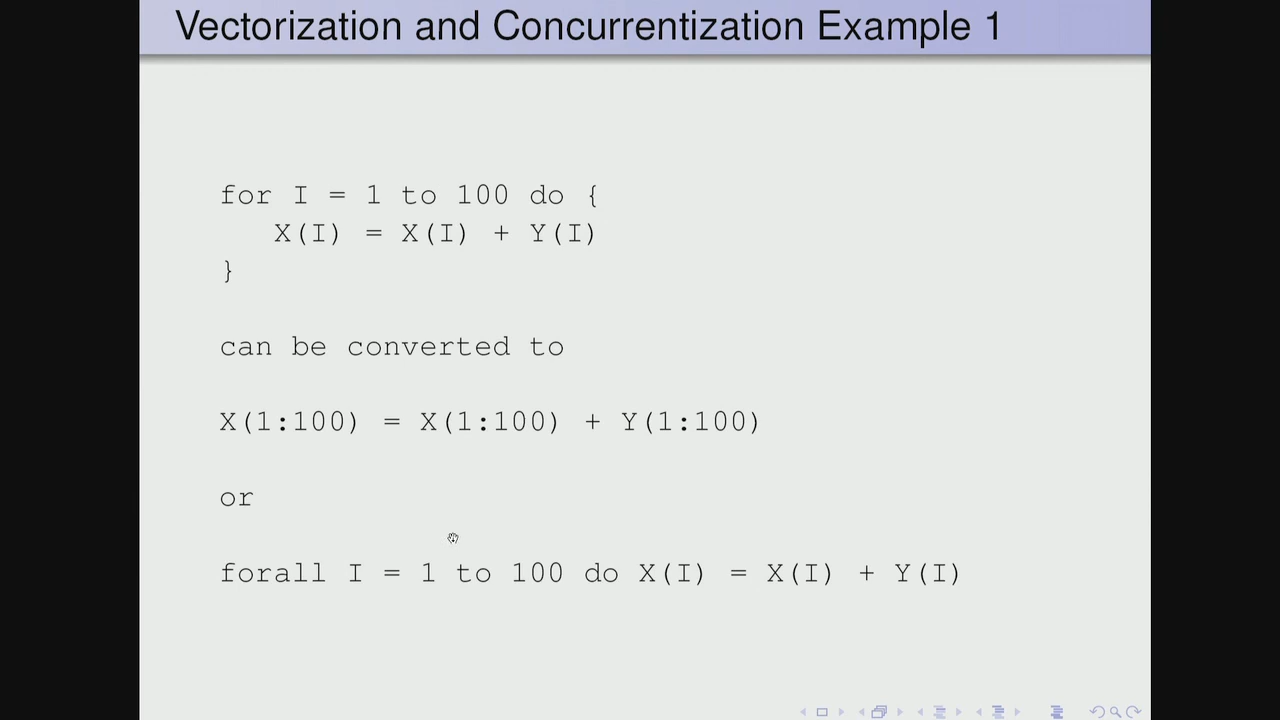 Vectorization and Concurrentization Example 1
for I = 1 to 100 do {
X(I) = X(I) + Y(I)
}
can be converted to
X(1:100) = X(1:100) + Y(1:100)
or
forall I = 1 to 100 do X(I) = X(I) + Y(I)